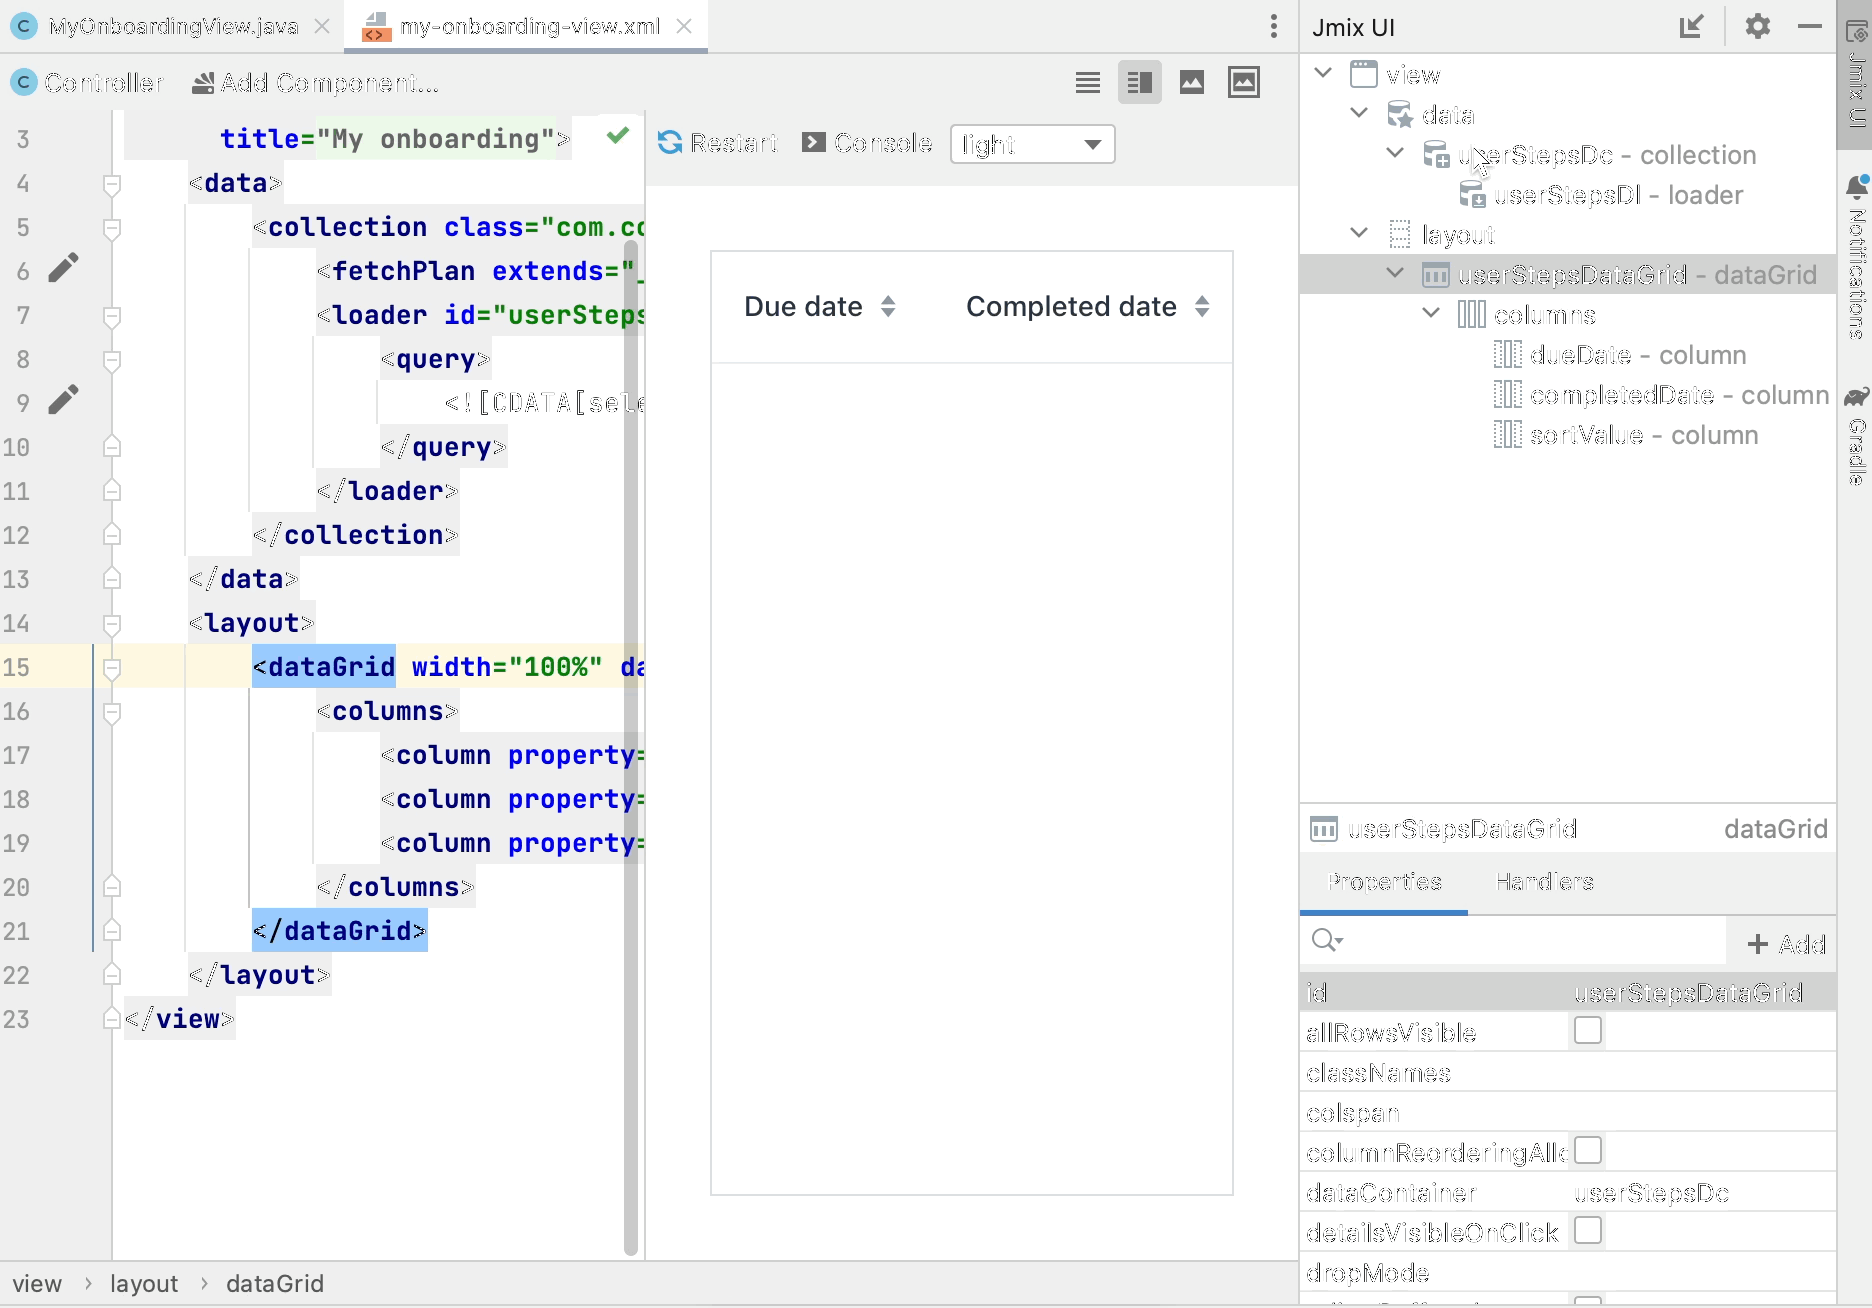 MyOnboardingView.java
my-onboarding-view.xml
Controller
Add Component...
3 title="My onboarding">
4 <data>
5 <collection class="com.co
6 <fetchPlan extends="_
7 <loader id="userSteps
8 <query>
9 <![CDATA[sele
10 </query>
11 </loader>
12 </collection>
13 </data>
14 <layout>
15 <dataGrid width="100%" da
16 <columns>
17 <column property=
18 <column property=
19 <column property=
20 </columns>
21 </dataGrid>
22 </layout>
23 </view>
view › layout › dataGrid
Restart
Console
light
Due date
Completed date
Jmix UI
view
data
userStepsDc - collection
userStepsDl - loader
layout
userStepsDataGrid - dataGrid
columns
dueDate - column
completedDate - column
sortValue - column
userStepsDataGrid dataGrid
Properties
Handlers
Add
id userStepsDataGrid
allRowsVisible
classNames
colspan
columnReorderingAllo
dataContainer userStepsDc
detailsVisibleOnClick
dropMode
Jmix UI
Notifications
Gradle